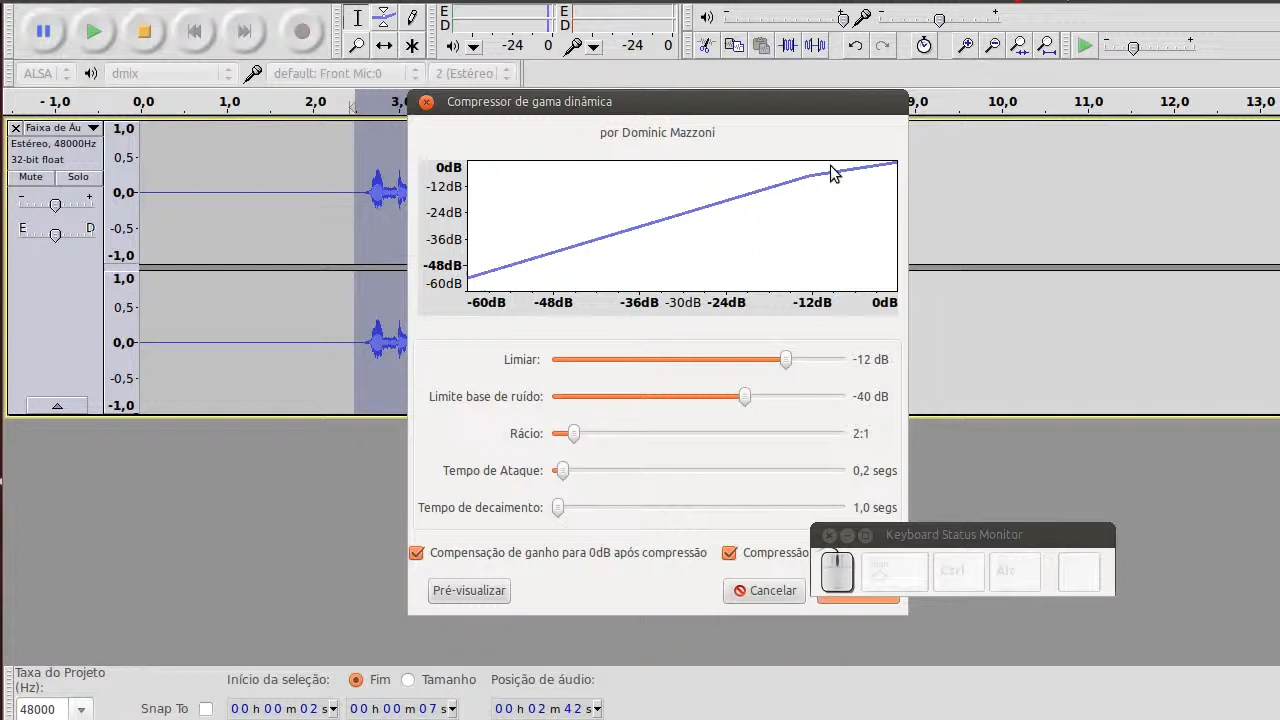 E
D
-24 0
E
D
-24 0
ALSA
dmix
default: Front Mic:0
2 (Estéreo
- 1,0 0,0 1,0 2,0 3,0 9,0 10,0 11,0 12,0 13,0
Compressor de gama dinâmica
por Dominic Mazzoni
Faixa de Áu
Estéreo, 48000Hz
32-bit float
Mute Solo
- +
E D
1,0
0,5
0,0
-0,5
-1,0
1,0
0,5
0,0
-0,5
-1,0
0dB
-12dB
-24dB
-36dB
-48dB
-60dB
-60dB -48dB -36dB -30dB -24dB -12dB 0dB
Limiar: -12 dB
Limite base de ruído: -40 dB
Rácio: 2:1
Tempo de Ataque: 0,2 segs
Tempo de decaimento: 1,0 segs
Compensação de ganho para 0dB após compressão
Compressão
Pré-visualizar
Cancelar
Keyboard Status Monitor
Ctrl
Alt
Taxa do Projeto
(Hz):
48000
Snap To
Início da seleção:
Fim
Tamanho
Posição de áudio:
00 h 00 m 02 s
00 h 00 m 07 s
00 h 02 m 42 s